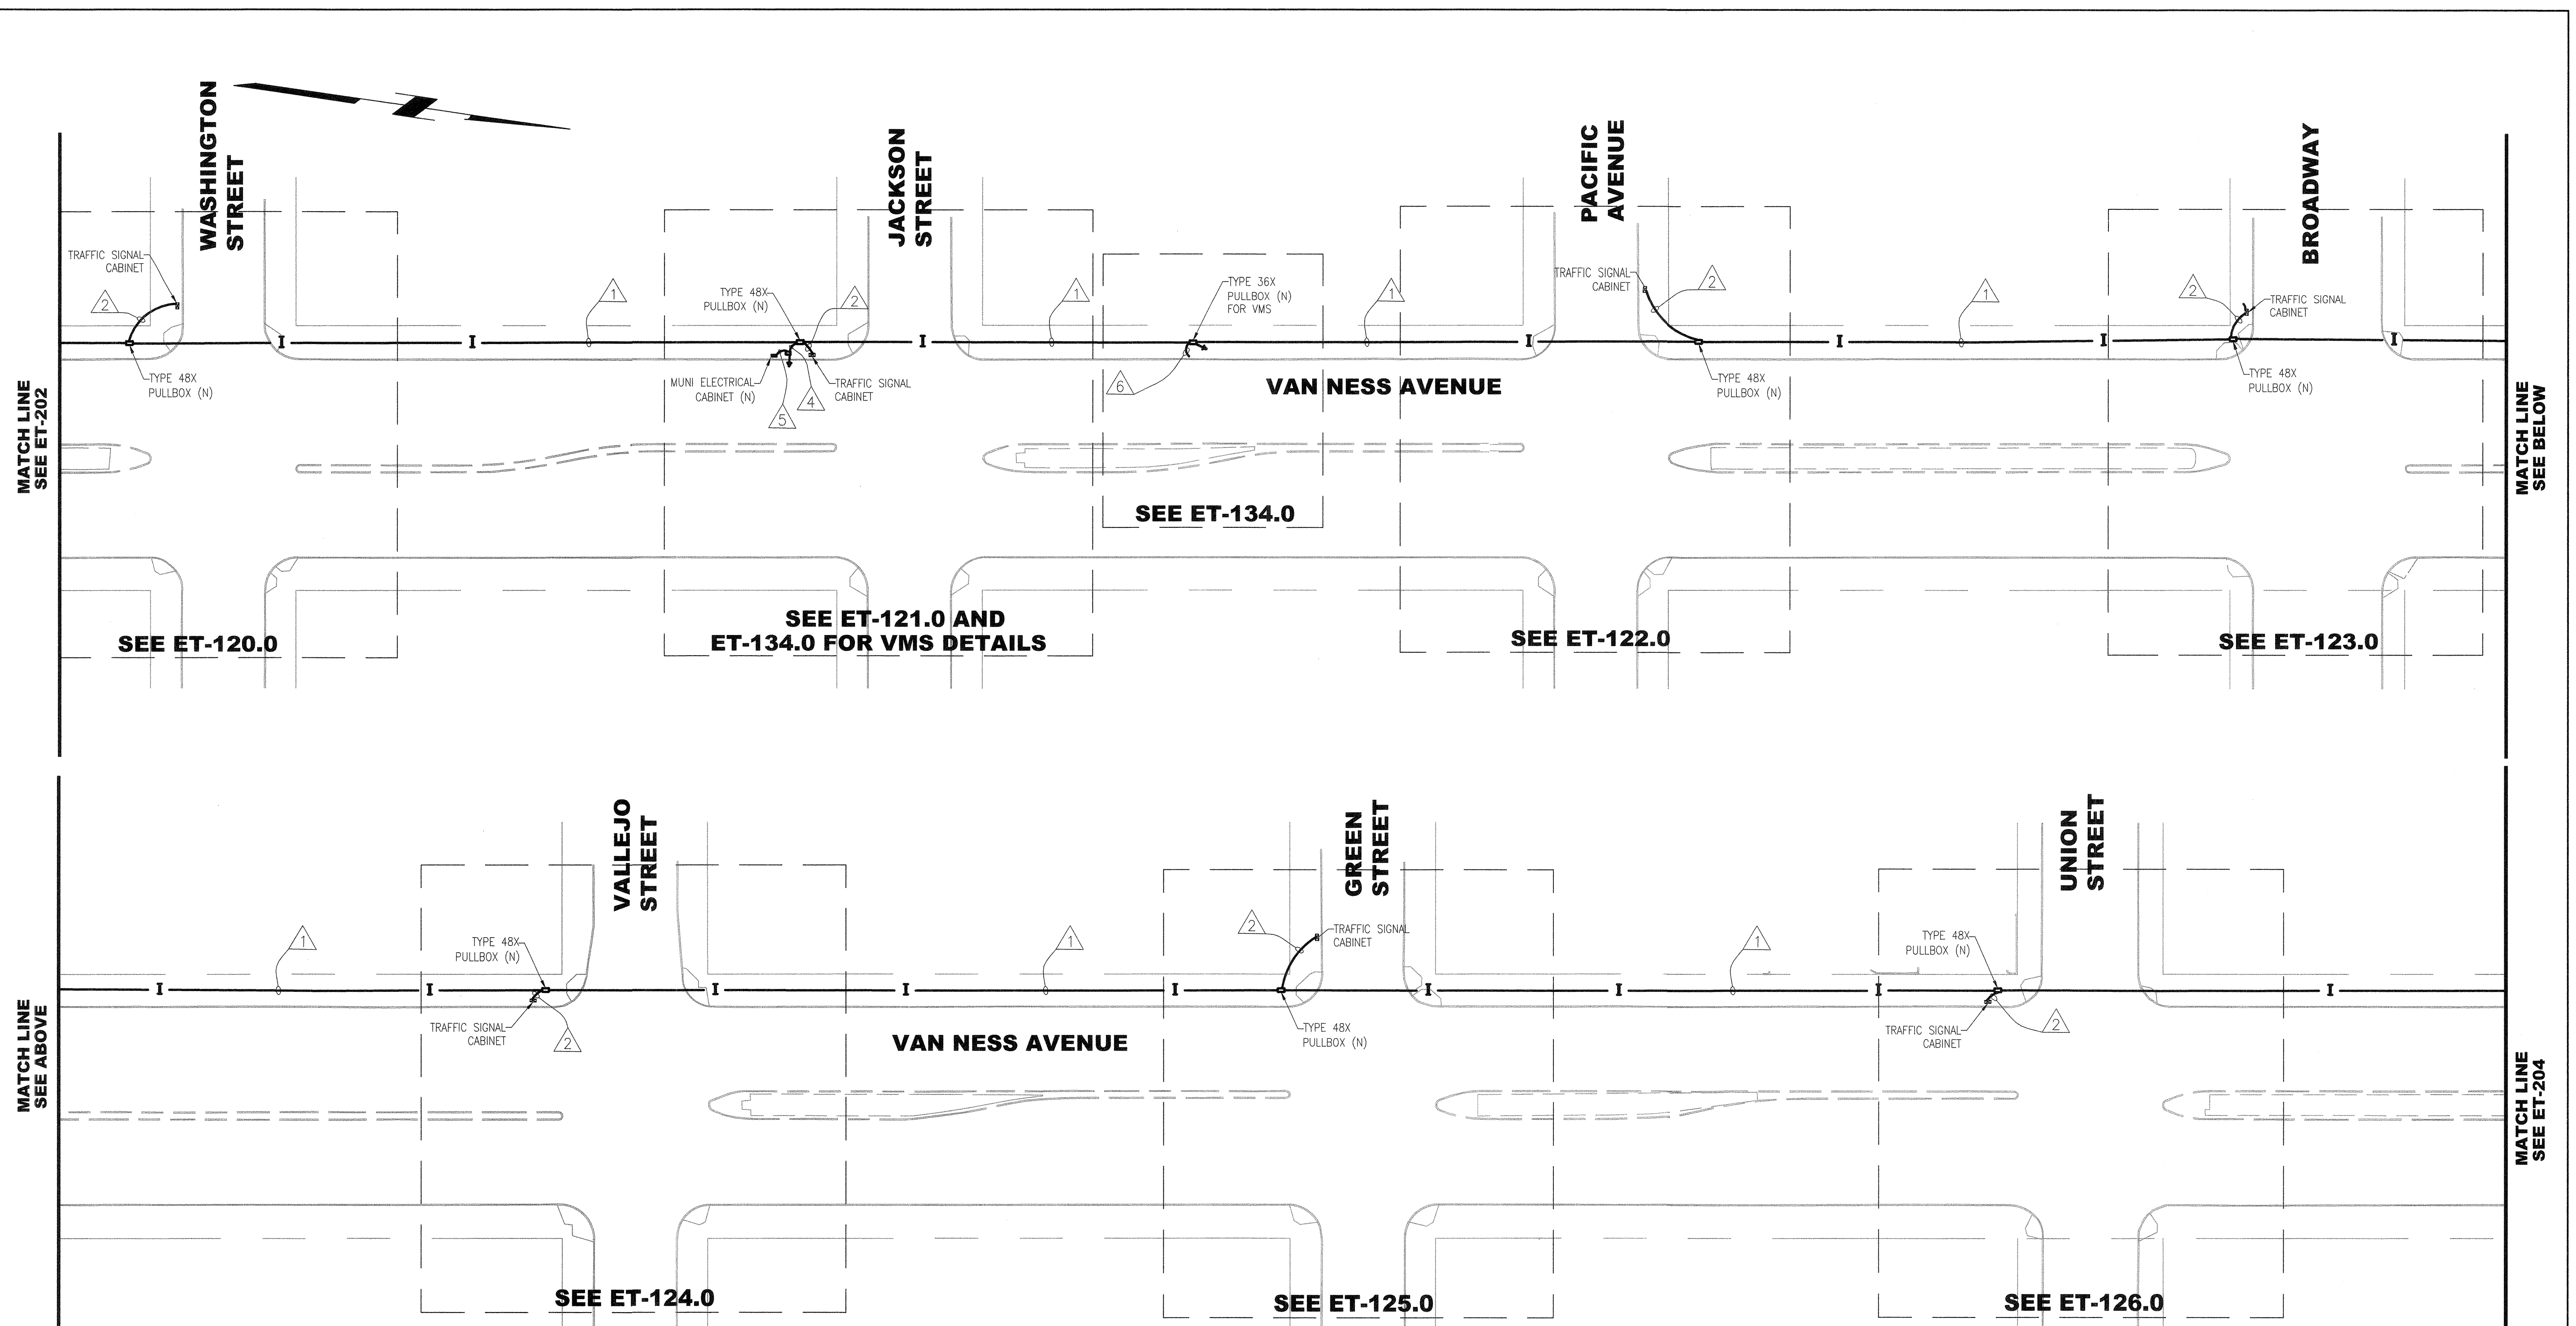 WASHINGTON
STREET
JACKSON
STREET
PACIFIC
AVENUE
BROADWAY
MATCH LINE
SEE ET-202
TRAFFIC SIGNAL
CABINET
2
TYPE 48X
PULLBOX (N)
I
I
1
TYPE 48X
PULLBOX (N)
2
MUNI ELECTRICAL
CABINET (N)
5
4
TRAFFIC SIGNAL
CABINET
I
1
TYPE 36X
PULLBOX (N)
FOR VMS
6
1
VAN NESS AVENUE
I
TRAFFIC SIGNAL
CABINET
2
TYPE 48X
PULLBOX (N)
I
1
I
2
TRAFFIC SIGNAL
CABINET
TYPE 48X
PULLBOX (N)
I
MATCH LINE
SEE BELOW
SEE ET-134.0
SEE ET-120.0
SEE ET-121.0 AND
ET-134.0 FOR VMS DETAILS
SEE ET-122.0
SEE ET-123.0
VALLEJO
STREET
GREEN
STREET
UNION
STREET
MATCH LINE
SEE ABOVE
I
1
I
TYPE 48X
PULLBOX (N)
TRAFFIC SIGNAL
CABINET
2
I
I
1
VAN NESS AVENUE
I
2
TRAFFIC SIGNAL
CABINET
TYPE 48X
PULLBOX (N)
I
I
1
I
TYPE 48X
PULLBOX (N)
TRAFFIC SIGNAL
CABINET
2
I
MATCH LINE
SEE ET-204
SEE ET-124.0
SEE ET-125.0
SEE ET-126.0